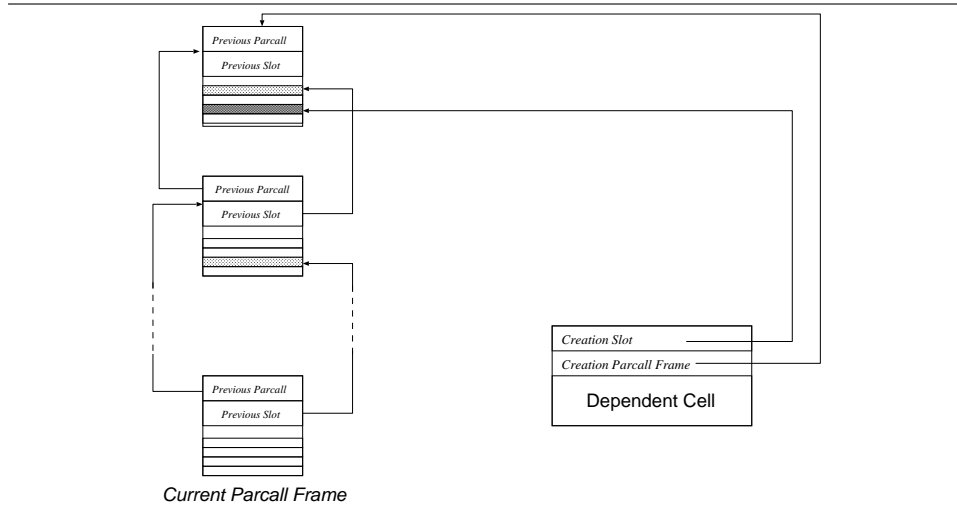 Previous Parcall
Previous Slot
Previous Parcall
Previous Slot
Creation Slot
Creation Parcall Frame
Dependent Cell
Previous Parcall
Previous Slot
Current Parcall Frame